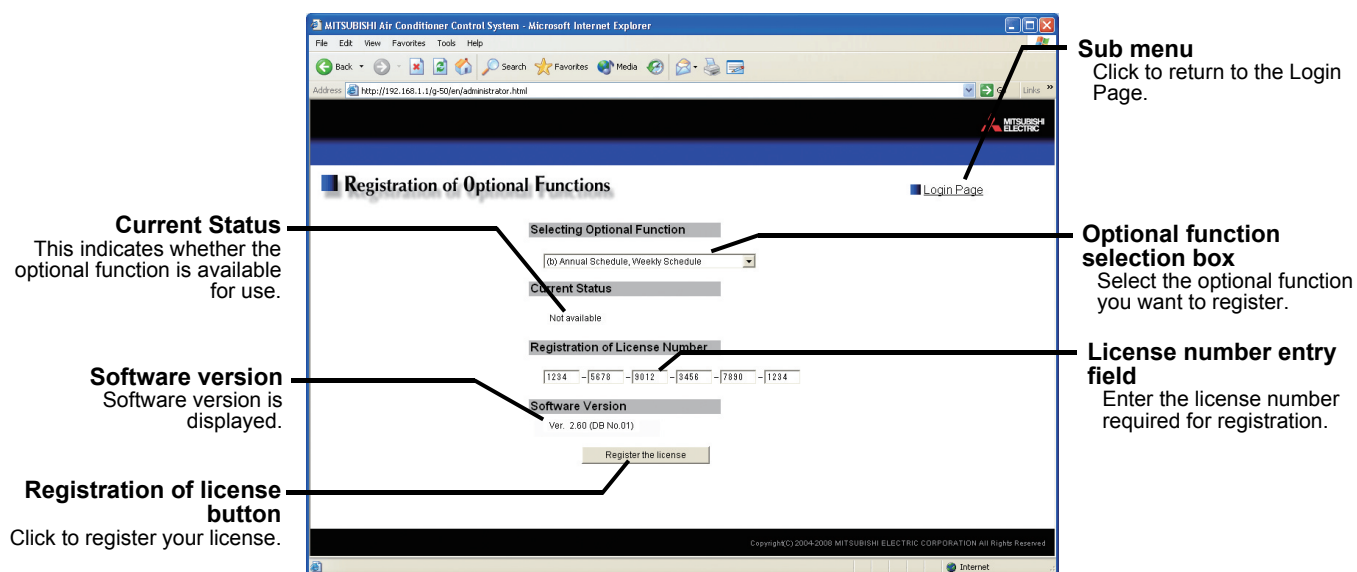 MITSUBISHI Air Conditioner Control System - Microsoft Internet Explorer
File Edit View Favorites Tools Help
Back Search Favorites Media
Address http://192.168.1.1/g-50/en/administrator.html Links »
MITSUBISHI
ELECTRIC
Registration of Optional Functions
Login Page
Selecting Optional Function
(b) Annual Schedule, Weekly Schedule
Current Status
Not available
Registration of License Number
1234 - 5678 - 9012 - 3456 - 7890 - 1234
Software Version
Ver. 2.60 (DB No.01)
Register the license
Copyright(C) 2004-2008 MITSUBISHI ELECTRIC CORPORATION All Rights Reserved.
Internet
Current Status
This indicates whether the
optional function is available
for use.
Software version
Software version is
displayed.
Registration of license
button
Click to register your license.
Sub menu
Click to return to the Login
Page.
Optional function
selection box
Select the optional function
you want to register.
License number entry
field
Enter the license number
required for registration.